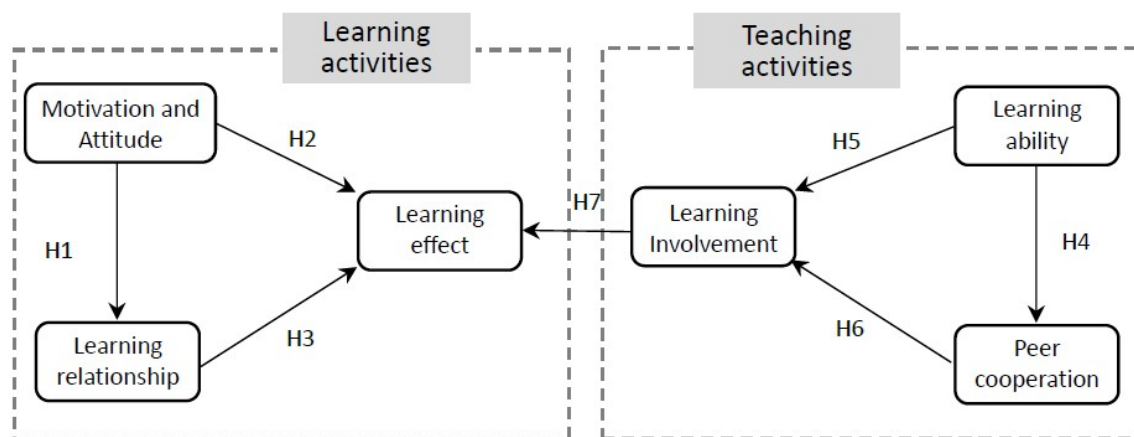 Learning
activities
Teaching
activities
Motivation and
Attitude
H2
H1
Learning
effect
H3
Learning
relationship
H7
Learning
Involvement
H5
Learning
ability
H4
H6
Peer
cooperation